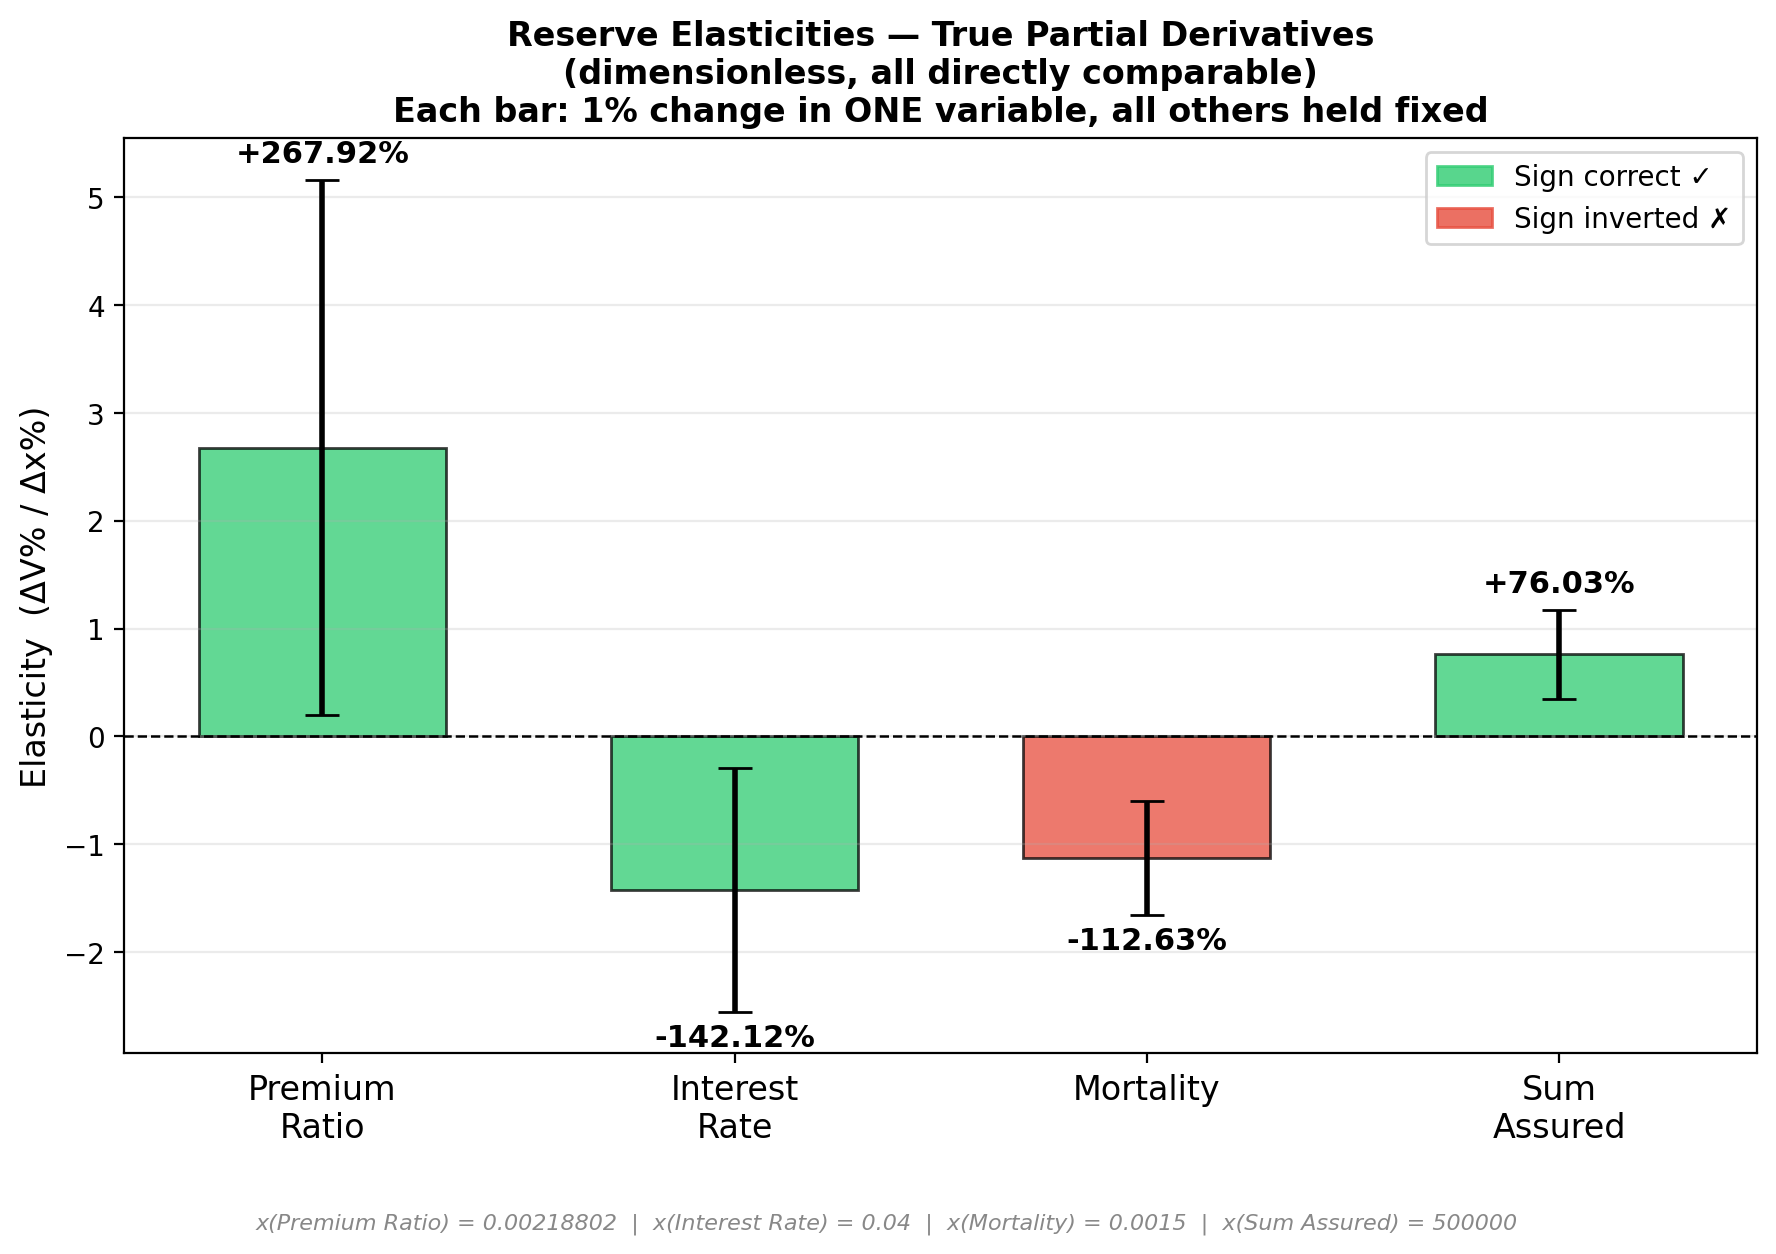 Reserve Elasticities — True Partial Derivatives
(dimensionless, all directly comparable)
Each bar: 1% change in ONE variable, all others held fixed
+267.92%
Sign correct ✓
Sign inverted ✗
5
4
3
2
1
0
−1
−2
Elasticity (ΔV% / Δx%)
+76.03%
-112.63%
-142.12%
Premium
Ratio
Interest
Rate
Mortality
Sum
Assured
x(Premium Ratio) = 0.00218802 | x(Interest Rate) = 0.04 | x(Mortality) = 0.0015 | x(Sum Assured) = 500000